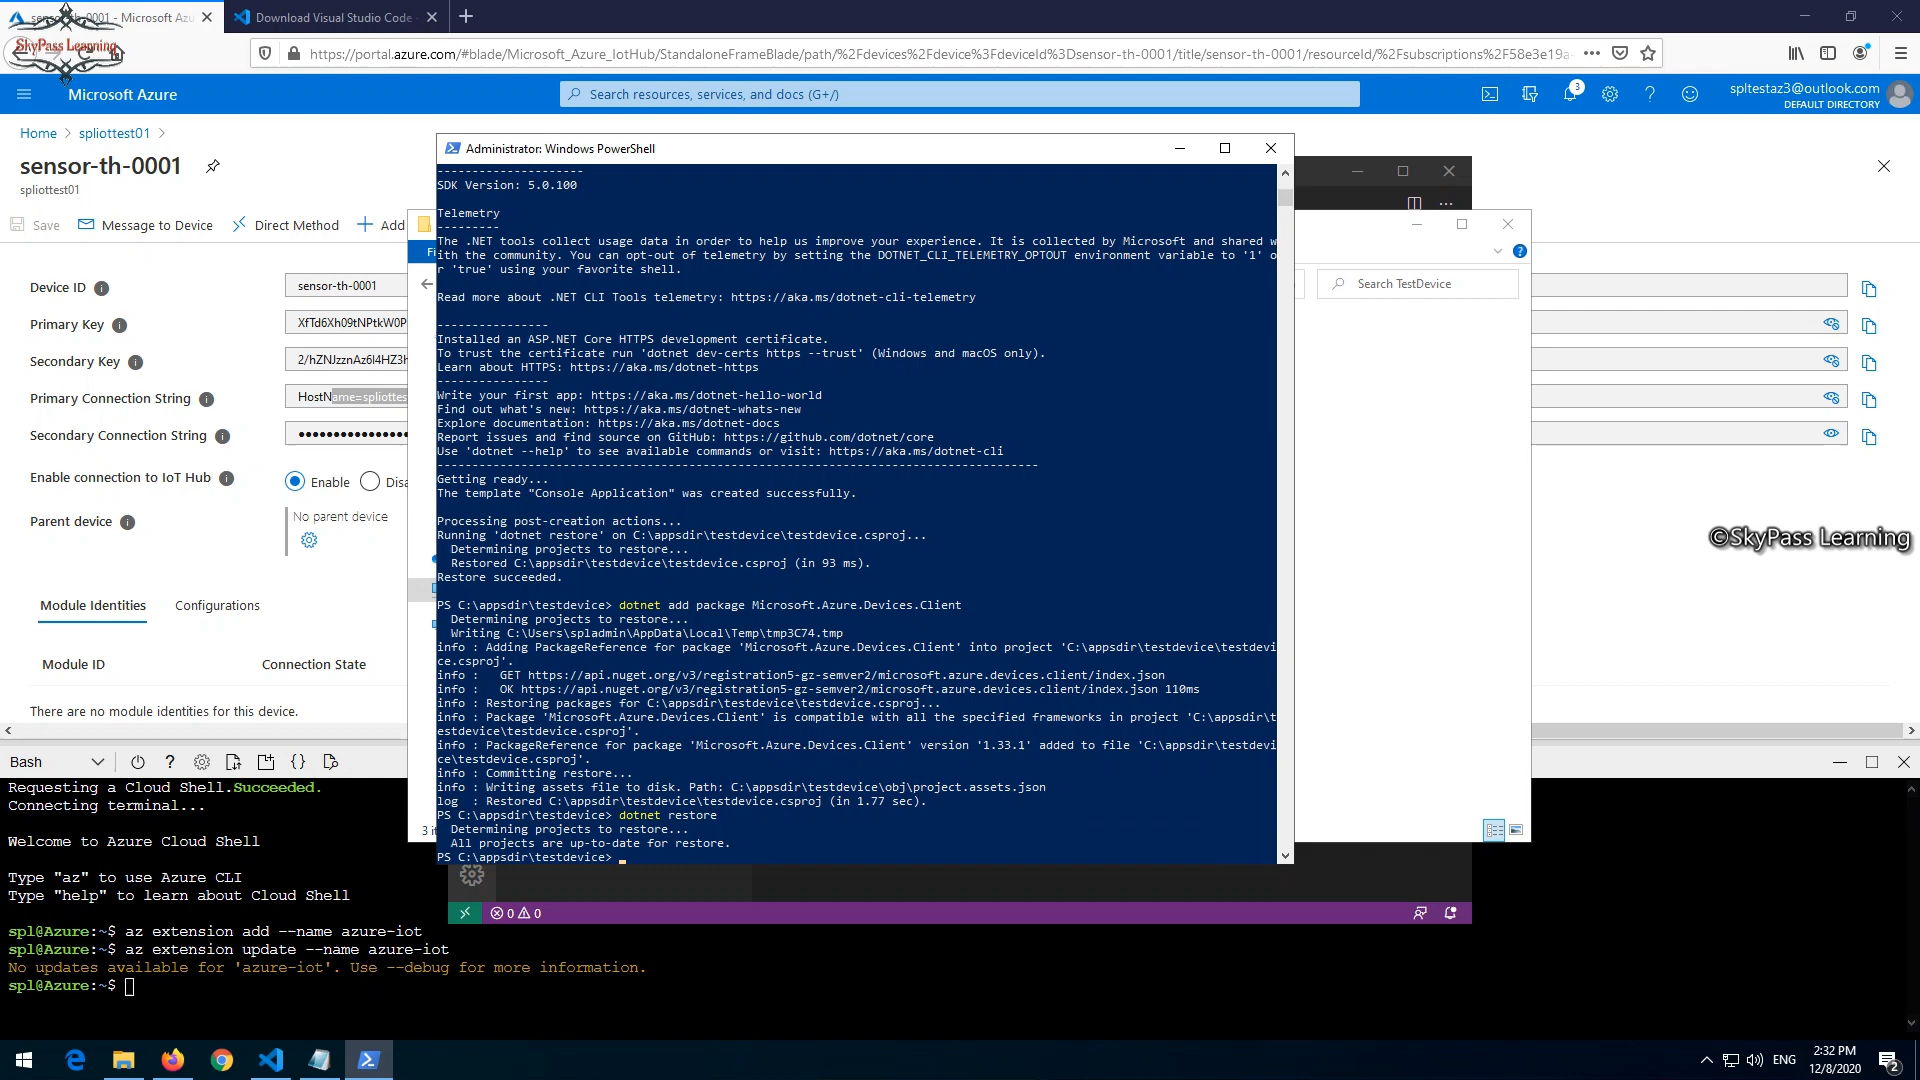 sensor-th-0001 - Microsoft Azu
Download Visual Studio Code
SkyPass Learning
https://portal.azure.com/#blade/Microsoft_Azure_IotHub/StandaloneFrameBlade/path/%2Fdevices%2Fdevice%3FdeviceId%3Dsensor-th-0001/title/sensor-th-0001/resourceId/%2Fsubscriptions%2F58e3e19a-
Microsoft Azure
Search resources, services, and docs (G+/)
3
spltestaz3@outlook.com
DEFAULT DIRECTORY
Home > spliottest01 >
sensor-th-0001
spliottest01
Save
Message to Device
Direct Method
Add
Device ID
sensor-th-0001
Primary Key
XfTd6Xh09tNPtkW0P
Secondary Key
Primary Connection String
HostName=spliottes
Secondary Connection String
Enable connection to IoT Hub
Enable
Disa
Parent device
No parent device
Module Identities
Configurations
Module ID
Connection State
There are no module identities for this device.
Administrator: Windows PowerShell
---------------------
SDK Version: 5.0.100
Telemetry
---------
The .NET tools collect usage data in order to help us improve your experience. It is collected by Microsoft and shared w
ith the community. You can opt-out of telemetry by setting the DOTNET_CLI_TELEMETRY_OPTOUT environment variable to '1' o
r 'true' using your favorite shell.
Read more about .NET CLI Tools telemetry: https://aka.ms/dotnet-cli-telemetry
----------------
Installed an ASP.NET Core HTTPS development certificate.
To trust the certificate run 'dotnet dev-certs https --trust' (Windows and macOS only).
Learn about HTTPS: https://aka.ms/dotnet-https
----------------
Write your first app: https://aka.ms/dotnet-hello-world
Find out what's new: https://aka.ms/dotnet-whats-new
Explore documentation: https://aka.ms/dotnet-docs
Report issues and find source on GitHub: https://github.com/dotnet/core
Use 'dotnet --help' to see available commands or visit: https://aka.ms/dotnet-cli
--------------------------------------------------------------------------------------
Getting ready...
The template "Console Application" was created successfully.
Processing post-creation actions...
Running 'dotnet restore' on C:\appsdir\testdevice\testdevice.csproj...
Determining projects to restore...
Restored C:\appsdir\testdevice\testdevice.csproj (in 93 ms).
Restore succeeded.
PS C:\appsdir\testdevice> dotnet add package Microsoft.Azure.Devices.Client
Determining projects to restore...
Writing C:\Users\spladmin\AppData\Local\Temp\tmp3C74.tmp
info : Adding PackageReference for package 'Microsoft.Azure.Devices.Client' into project 'C:\appsdir\testdevice\testdevi
ce.csproj'.
info :   GET https://api.nuget.org/v3/registration5-gz-semver2/microsoft.azure.devices.client/index.json
info :   OK https://api.nuget.org/v3/registration5-gz-semver2/microsoft.azure.devices.client/index.json 110ms
info : Restoring packages for C:\appsdir\testdevice\testdevice.csproj...
info : Package 'Microsoft.Azure.Devices.Client' is compatible with all the specified frameworks in project 'C:\appsdir\t
estdevice\testdevice.csproj'.
info : PackageReference for package 'Microsoft.Azure.Devices.Client' version '1.33.1' added to file 'C:\appsdir\testdevi
ce\testdevice.csproj'.
info : Committing restore...
info : Writing assets file to disk. Path: C:\appsdir\testdevice\obj\project.assets.json
log  : Restored C:\appsdir\testdevice\testdevice.csproj (in 1.77 sec).
PS C:\appsdir\testdevice> dotnet restore
Determining projects to restore...
All projects are up-to-date for restore.
PS C:\appsdir\testdevice>
Fi
3 it
Search TestDevice
©SkyPass Learning
0 0
Bash
Requesting a Cloud Shell.Succeeded.
Connecting terminal...
Welcome to Azure Cloud Shell
Type "az" to use Azure CLI
Type "help" to learn about Cloud Shell
spl@Azure:~$ az extension add --name azure-iot
spl@Azure:~$ az extension update --name azure-iot
No updates available for 'azure-iot'. Use --debug for more information.
spl@Azure:~$
ENG
2:32 PM
12/8/2020
2